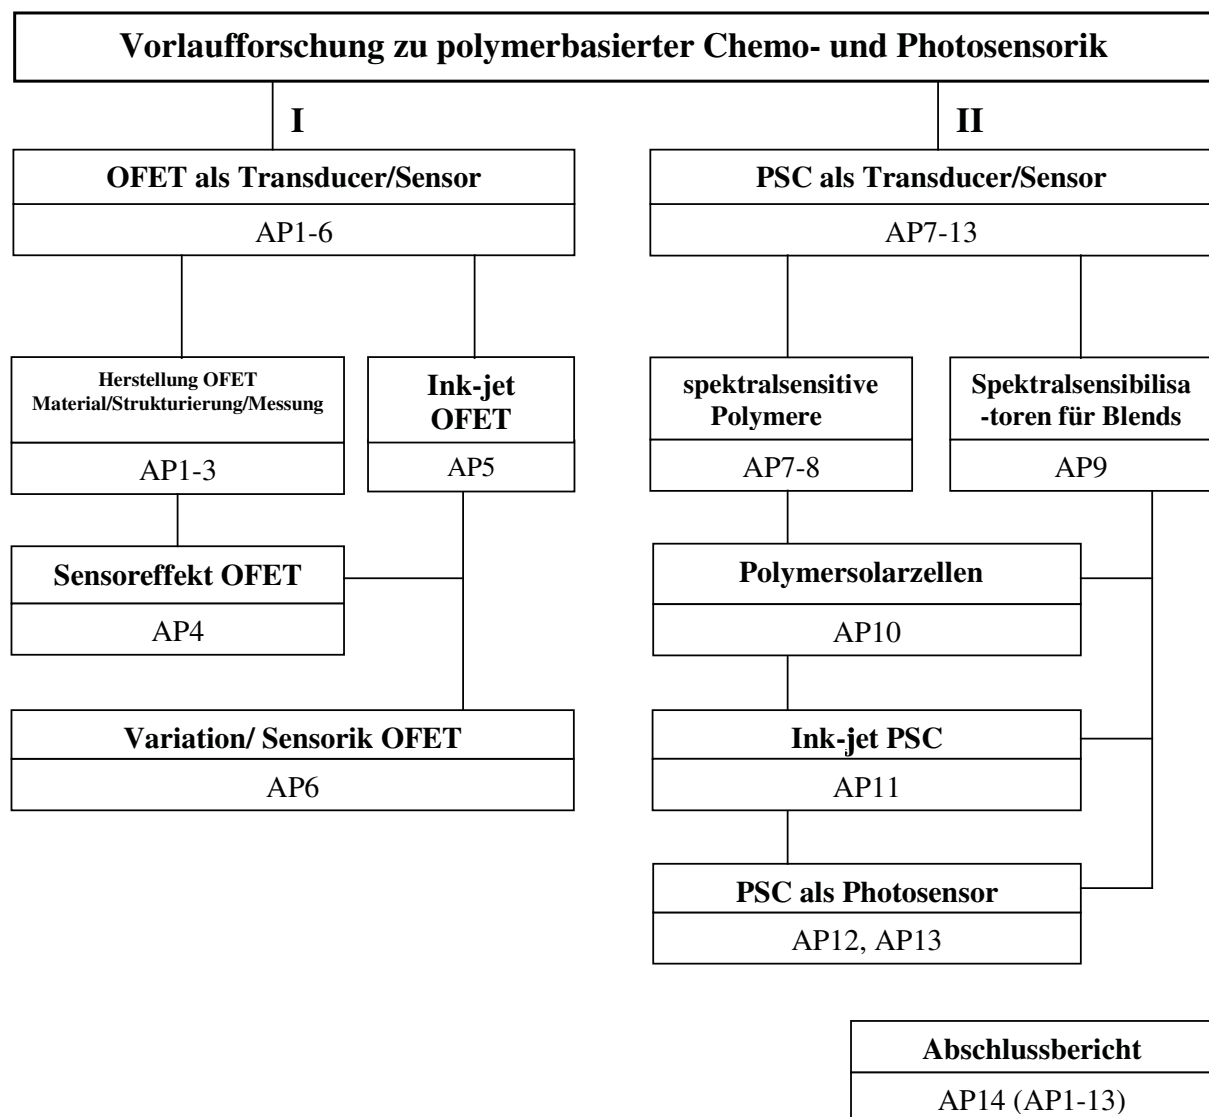 Vorlaufforschung zu polymerbasierter Chemo- und Photosensorik
I
OFET als Transducer/Sensor
AP1-6
Herstellung OFET
Material/Strukturierung/Messung
AP1-3
Ink-jet
OFET
AP5
Sensoreffekt OFET
AP4
Variation/ Sensorik OFET
AP6
II
PSC als Transducer/Sensor
AP7-13
spektralsensitive
Polymere
AP7-8
Spektralsensibilisa
-toren für Blends
AP9
Polymersolarzellen
AP10
Ink-jet PSC
AP11
PSC als Photosensor
AP12, AP13
Abschlussbericht
AP14 (AP1-13)